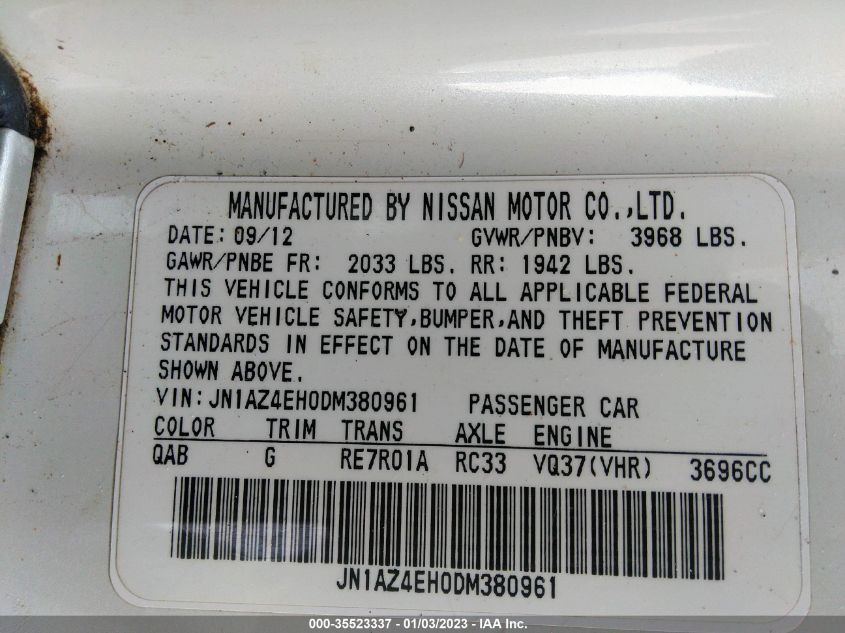 MANUFACTURED BY NISSAN MOTOR CO.,LTD.
DATE: 09/12 GVWR/PNBV: 3968 LBS.
GAWR/PNBE FR: 2033 LBS. RR: 1942 LBS.
THIS VEHICLE CONFORMS TO ALL APPLICABLE FEDERAL
MOTOR VEHICLE SAFETY,BUMPER,AND THEFT PREVENTION
STANDARDS IN EFFECT ON THE DATE OF MANUFACTURE
SHOWN ABOVE.
VIN: JN1AZ4EH0DM380961 PASSENGER CAR
COLOR TRIM TRANS AXLE ENGINE
QAB G RE7R01A RC33 VQ37(VHR) 3696CC
JN1AZ4EH0DM380961
000-35523337 - 01/03/2023 - IAA Inc.